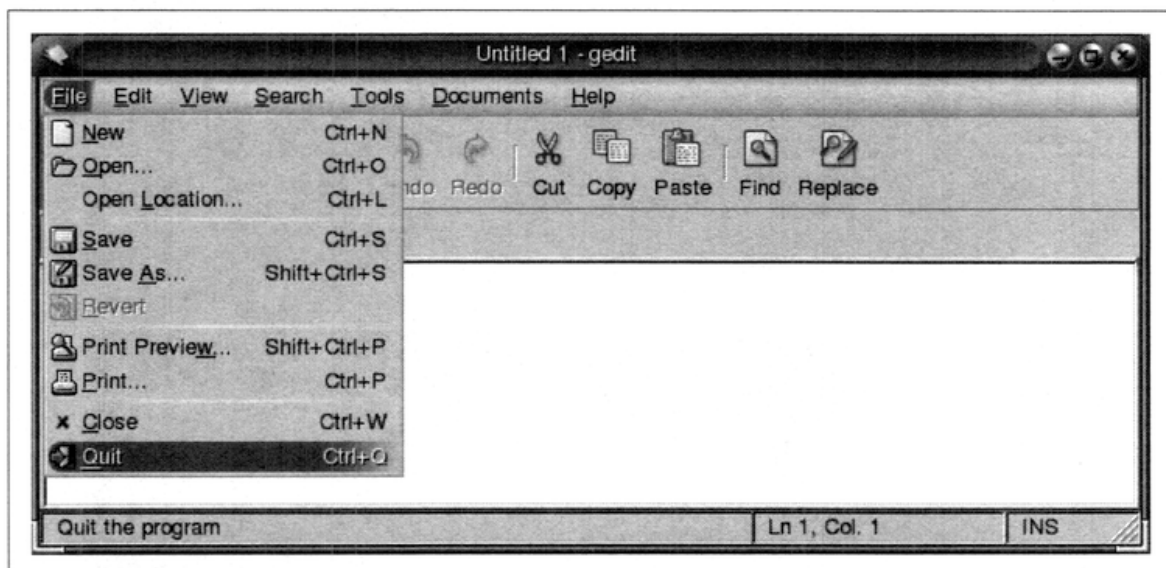 Untitled 1 - gedit
File Edit View Search Tools Documents Help
New Ctrl+N
Open... Ctrl+O
Open Location... Ctrl+L
Save Ctrl+S
Save As... Shift+Ctrl+S
Revert
Print Preview... Shift+Ctrl+P
Print... Ctrl+P
Close Ctrl+W
Quit Ctrl+Q
Redo Cut Copy Paste Find Replace
Quit the program Ln 1, Col. 1 INS